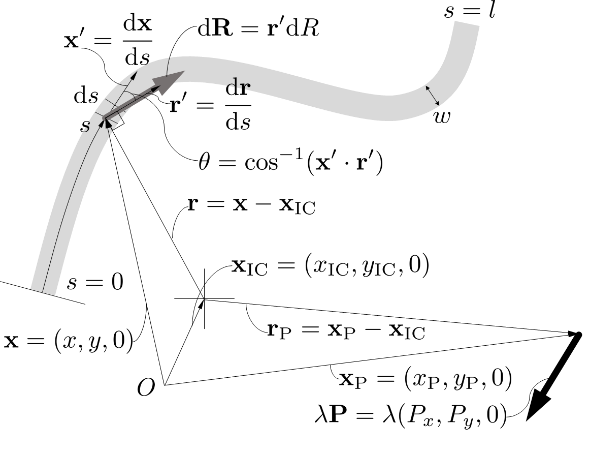 s = l
x′ = dx/ds
dR = r′dR
ds
r′ = dr/ds
w
s
θ = cos⁻¹(x′ · r′)
r = x − x_IC
x_IC = (x_IC, y_IC, 0)
s = 0
r_P = x_P − x_IC
x = (x, y, 0)
x_P = (x_P, y_P, 0)
O
λP = λ(P_x, P_y, 0)